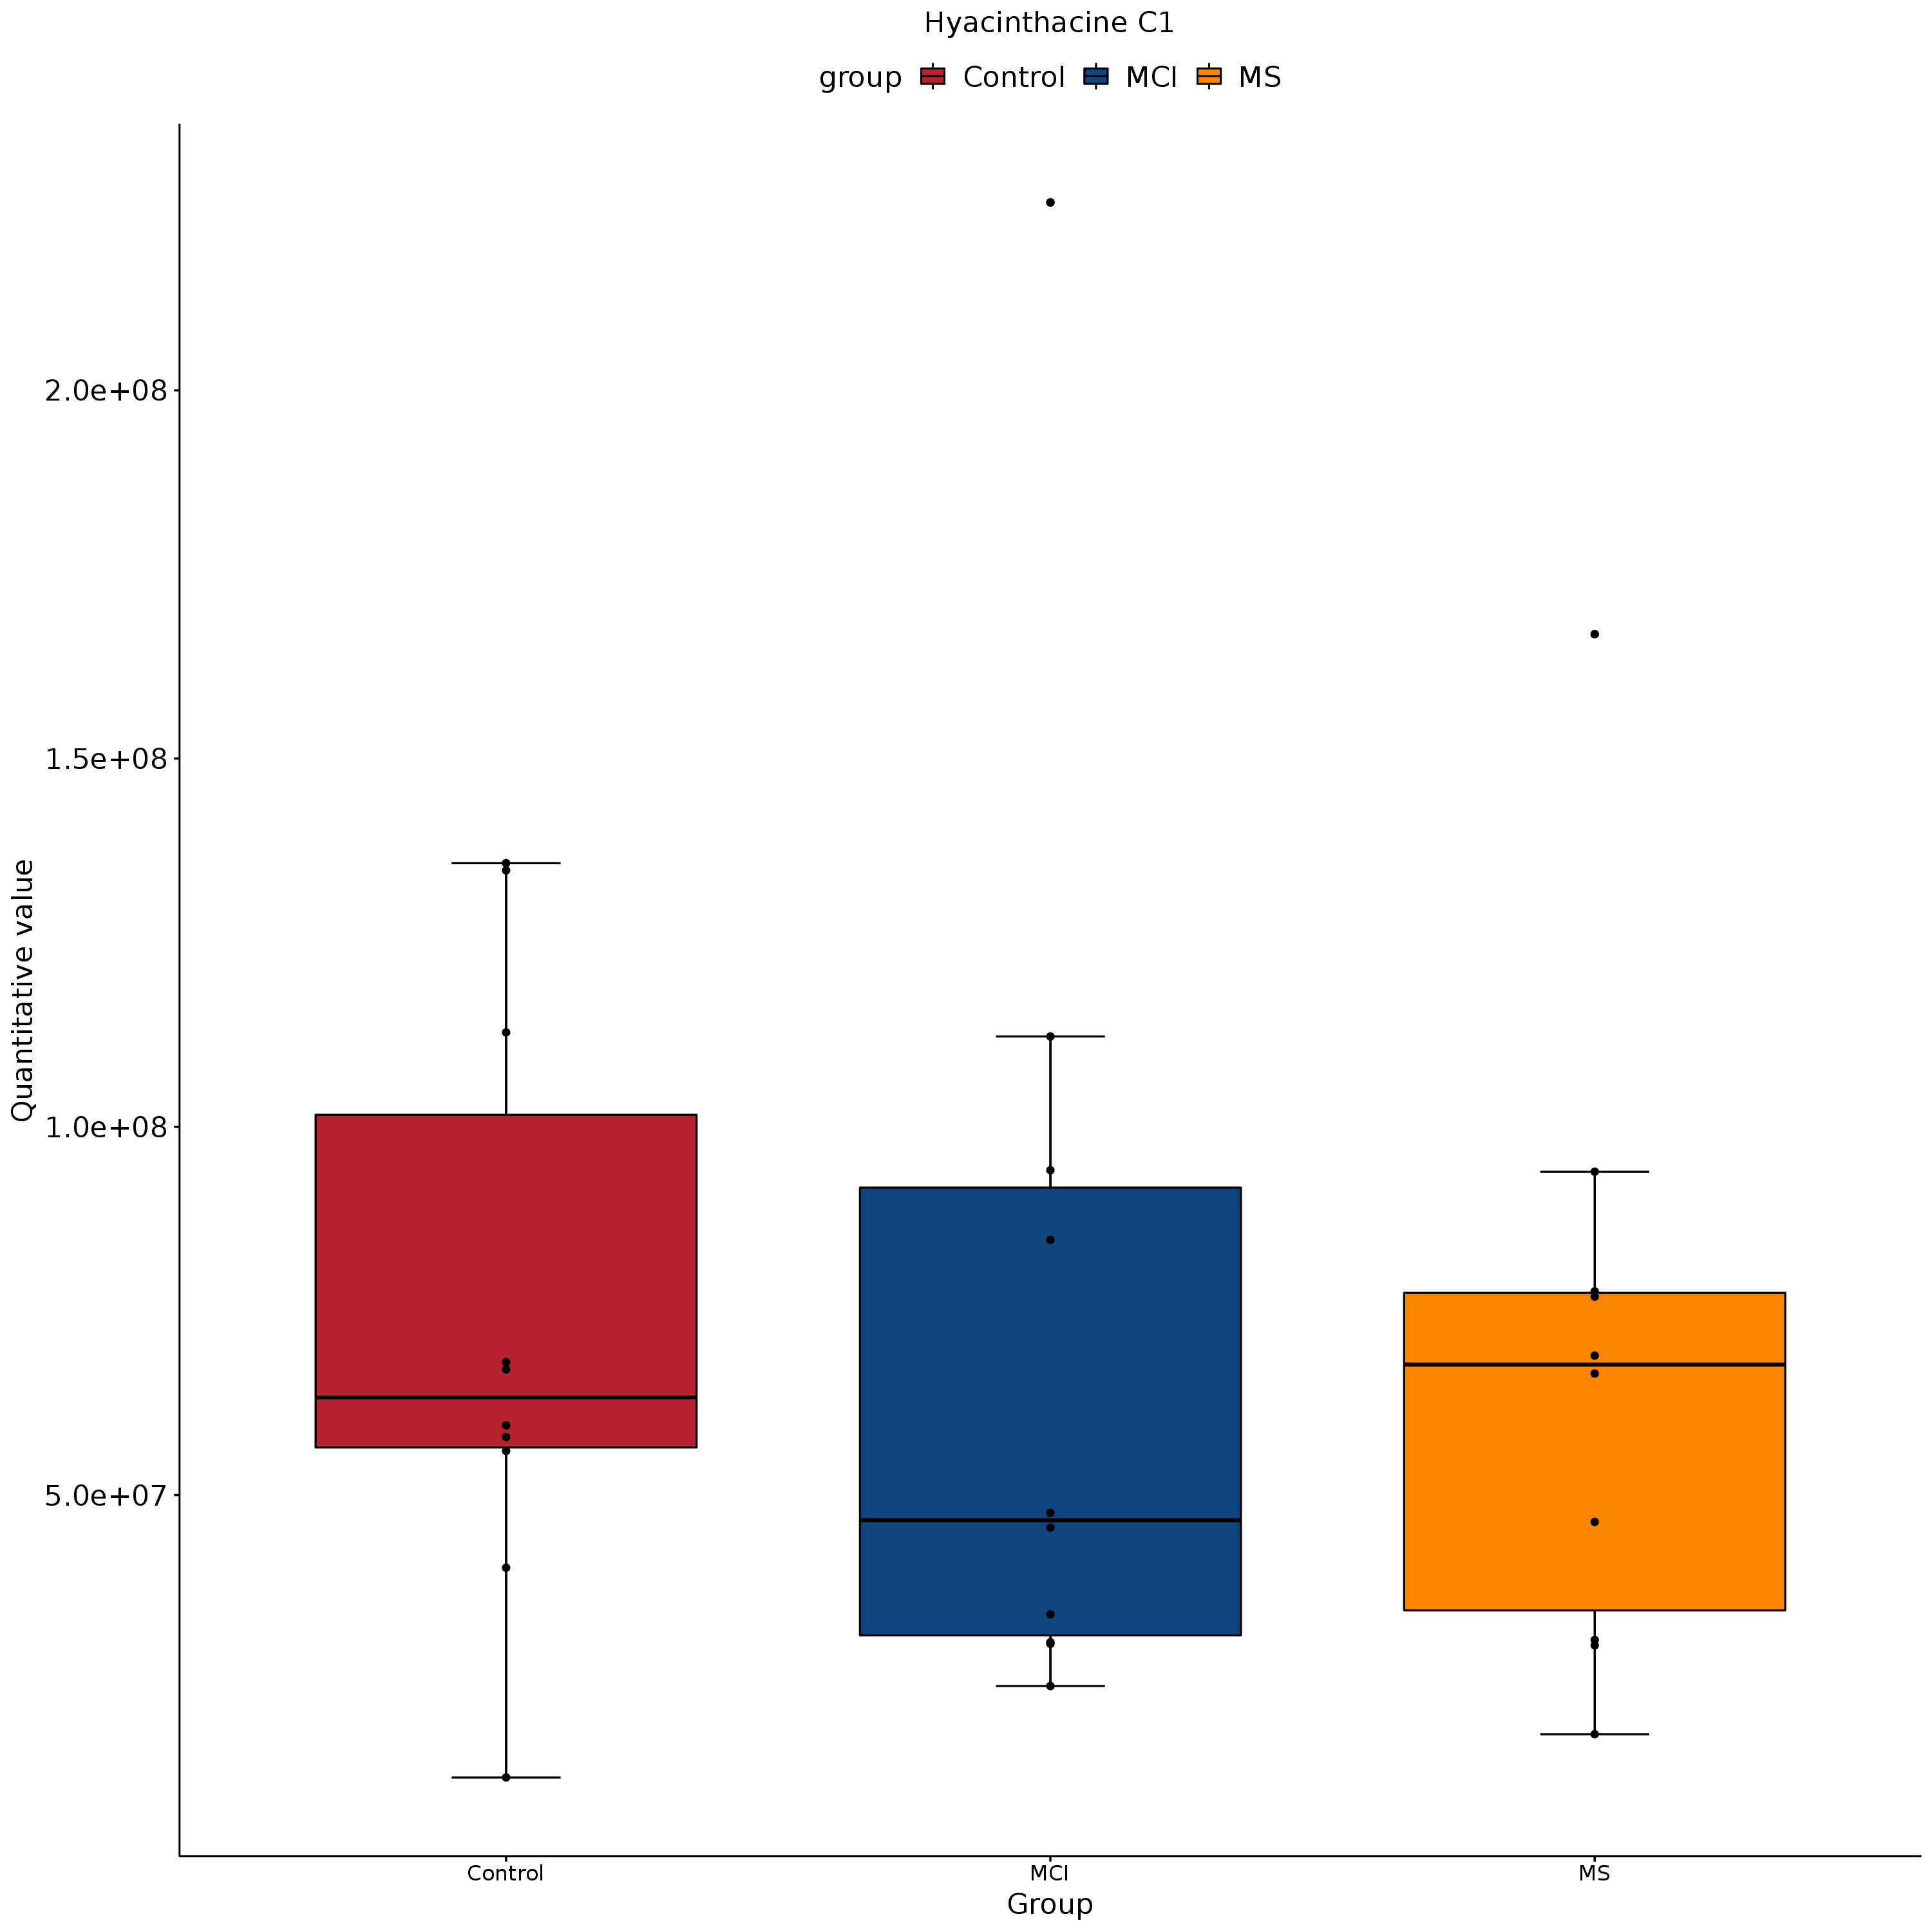 Hyacinthacine C1
group Control MCI MS
2.0e+08
1.5e+08
1.0e+08
5.0e+07
Quantitative value
Control MCI MS
Group